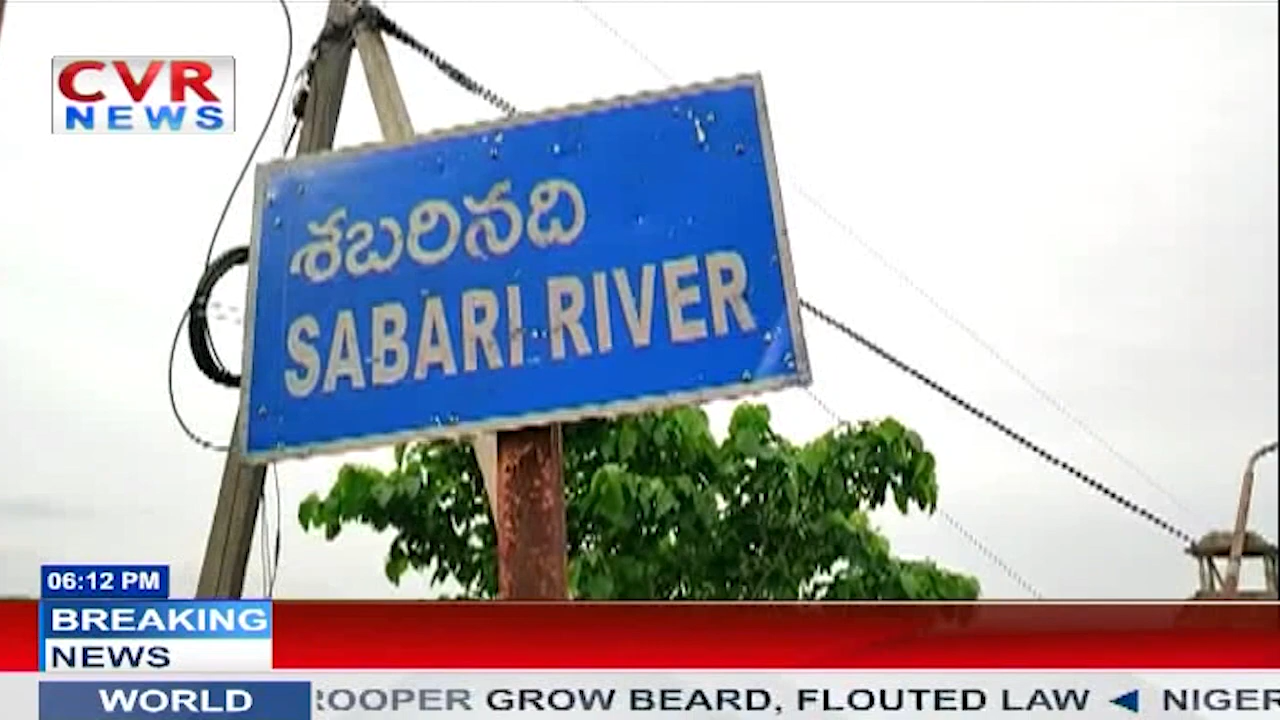 CVR
NEWS
శబరినది
SABARI RIVER
06:12 PM
BREAKING
NEWS
WORLD
GROW BEARD, FLOUTED LAW ◀